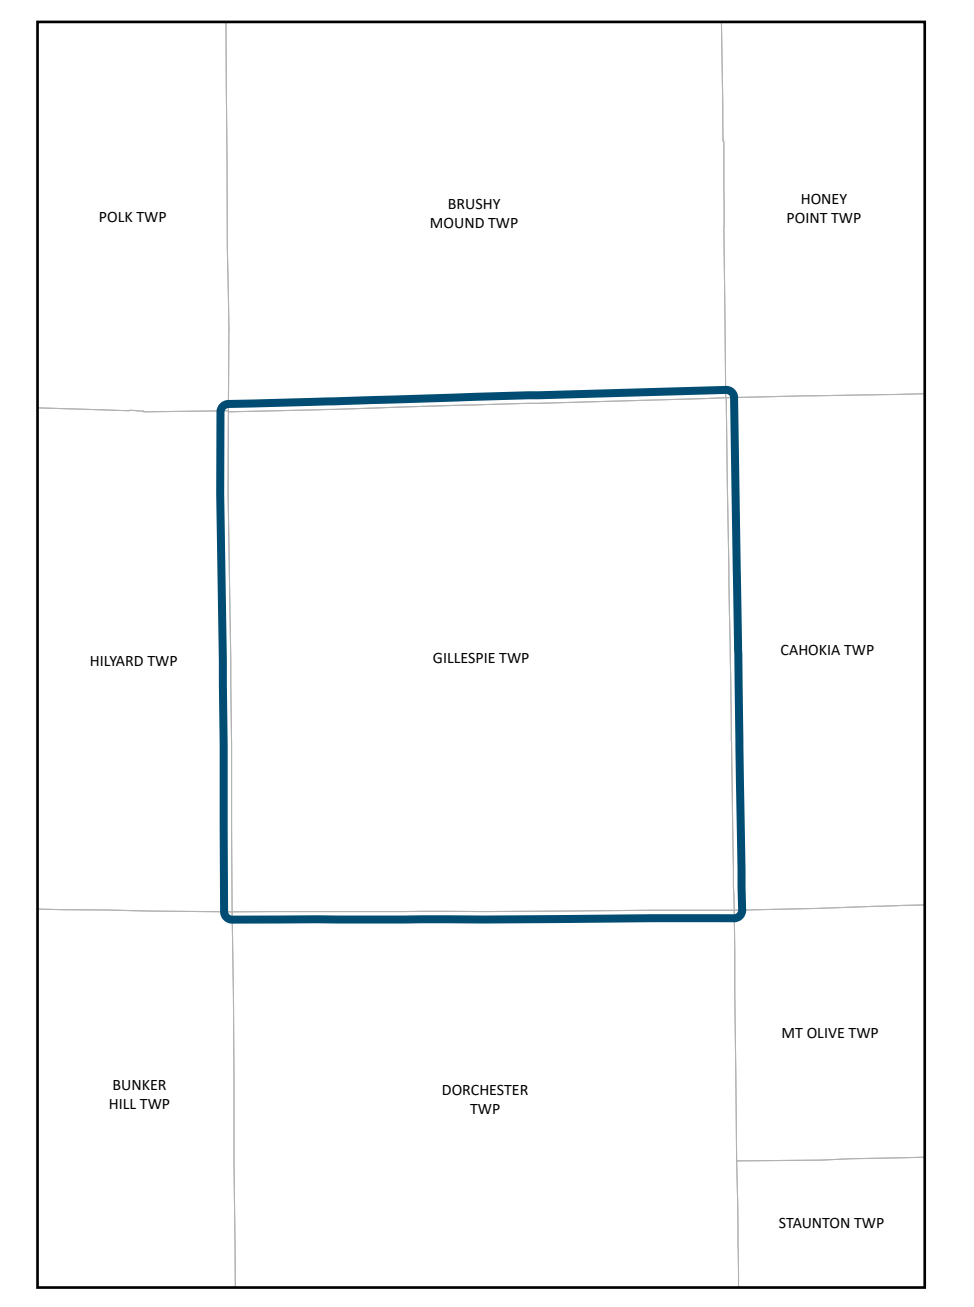 POLK TWP
BRUSHY
MOUND TWP
HONEY
POINT TWP
HILYARD TWP
GILLESPIE TWP
CAHOKIA TWP
BUNKER
HILL TWP
DORCHESTER
TWP
MT OLIVE TWP
STAUNTON TWP